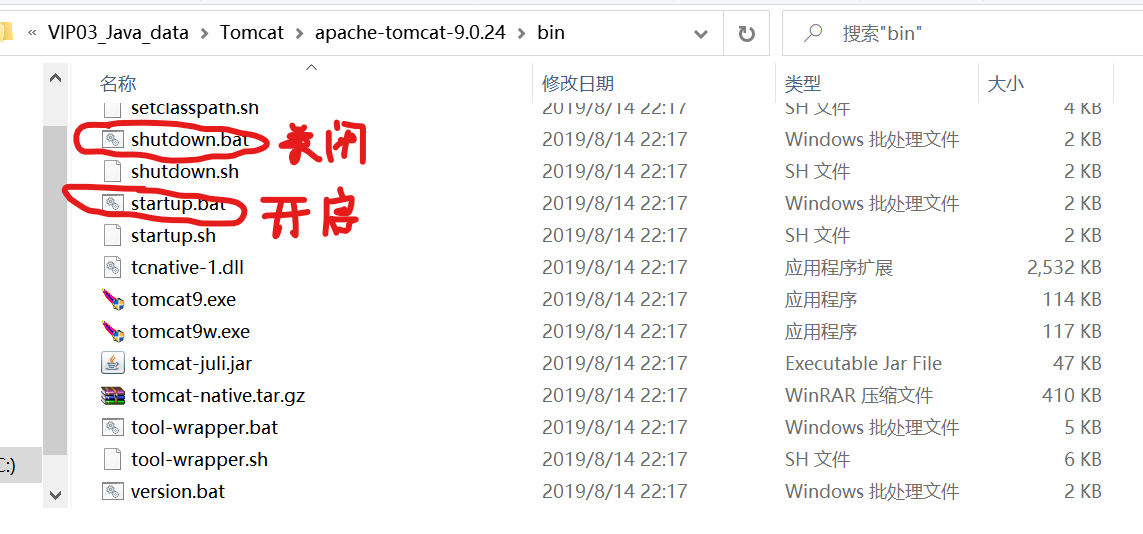 « VIP03_Java_data > Tomcat > apache-tomcat-9.0.24 > bin 搜索"bin"
名称 修改日期 类型 大小
setclasspath.sh 2019/8/14 22:17 SH 文件 4 KB
shutdown.bat 关闭 2019/8/14 22:17 Windows 批处理文件 2 KB
shutdown.sh 2019/8/14 22:17 SH 文件 2 KB
startup.bat 开启 2019/8/14 22:17 Windows 批处理文件 2 KB
startup.sh 2019/8/14 22:17 SH 文件 2 KB
tcnative-1.dll 2019/8/14 22:17 应用程序扩展 2,532 KB
tomcat9.exe 2019/8/14 22:17 应用程序 114 KB
tomcat9w.exe 2019/8/14 22:17 应用程序 117 KB
tomcat-juli.jar 2019/8/14 22:17 Executable Jar File 47 KB
tomcat-native.tar.gz 2019/8/14 22:17 WinRAR 压缩文件 410 KB
tool-wrapper.bat 2019/8/14 22:17 Windows 批处理文件 5 KB
C:) tool-wrapper.sh 2019/8/14 22:17 SH 文件 6 KB
version.bat 2019/8/14 22:17 Windows 批处理文件 2 KB